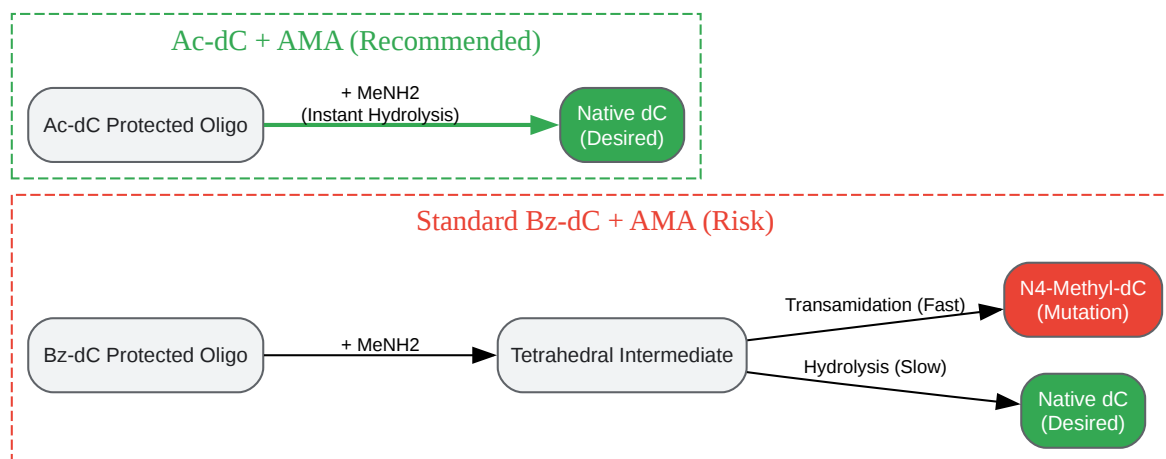 Ac-dC + AMA (Recommended)
Ac-dC Protected Oligo
+ MeNH2
(Instant Hydrolysis)
Native dC
(Desired)
Standard Bz-dC + AMA (Risk)
Bz-dC Protected Oligo
+ MeNH2
Tetrahedral Intermediate
Transamidation (Fast)
N4-Methyl-dC
(Mutation)
Hydrolysis (Slow)
Native dC
(Desired)